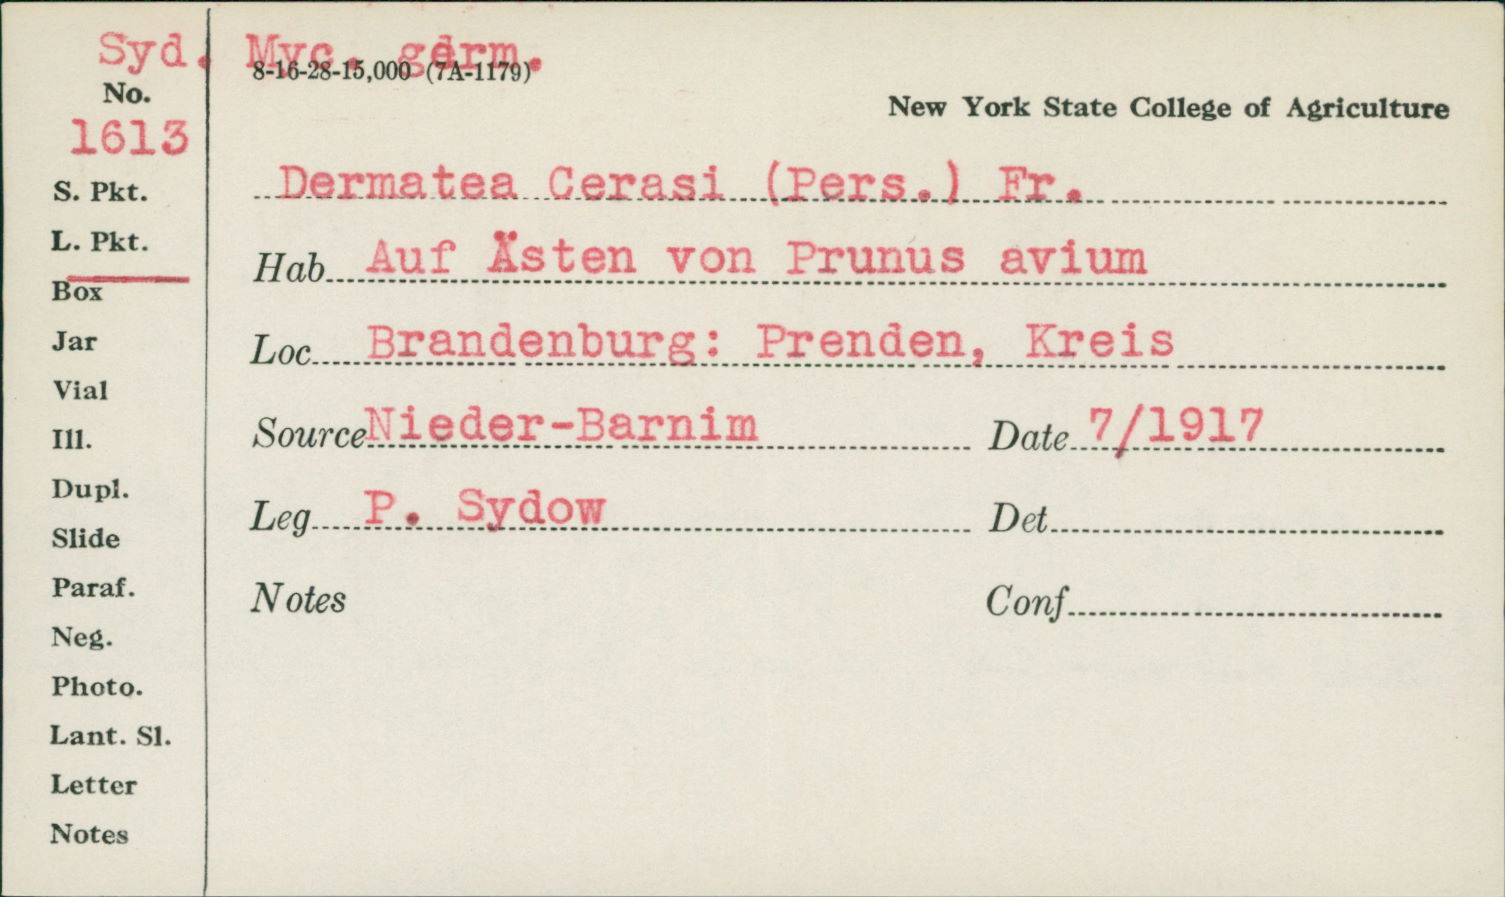 Syd. Myc. germ.
8-16-28-15,000 (7A-1179)
No.
1613
New York State College of Agriculture
S. Pkt.
Dermatea Cerasi (Pers.) Fr.
L. Pkt.
Hab Auf Ästen von Prunus avium
Box
Jar
Loc Brandenburg: Prenden, Kreis
Vial
Ill.
Source Nieder-Barnim Date 7/1917
Dupl.
Slide
Leg P. Sydow Det
Paraf.
Notes Conf
Neg.
Photo.
Lant. Sl.
Letter
Notes